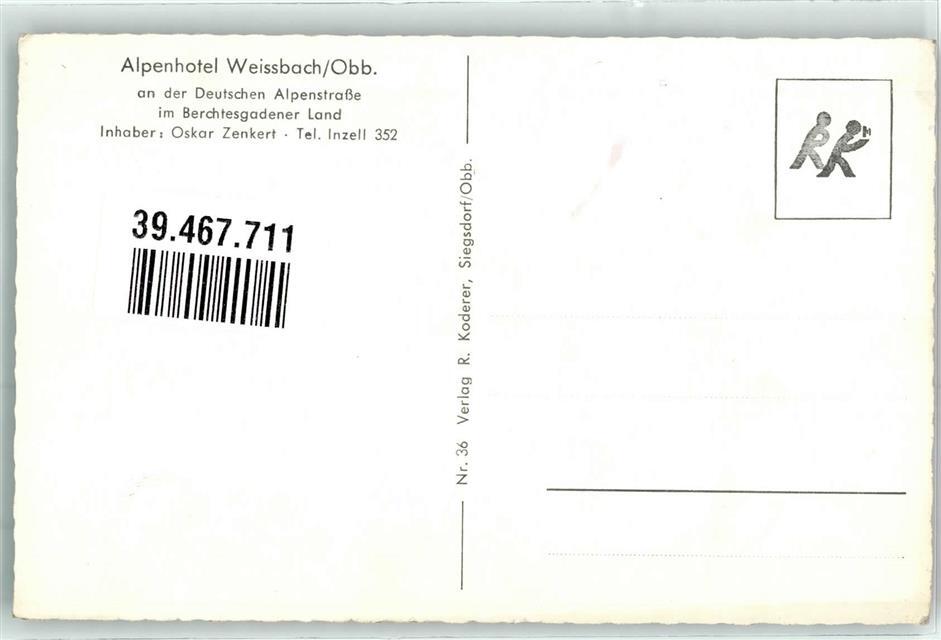 Alpenhotel Weissbach/Obb.
an der Deutschen Alpenstraße
im Berchtesgadener Land
Inhaber: Oskar Zenkert · Tel. Inzell 352
39.467.711
Nr. 36 Verlag R. Koderer, Siegsdorf/Obb.